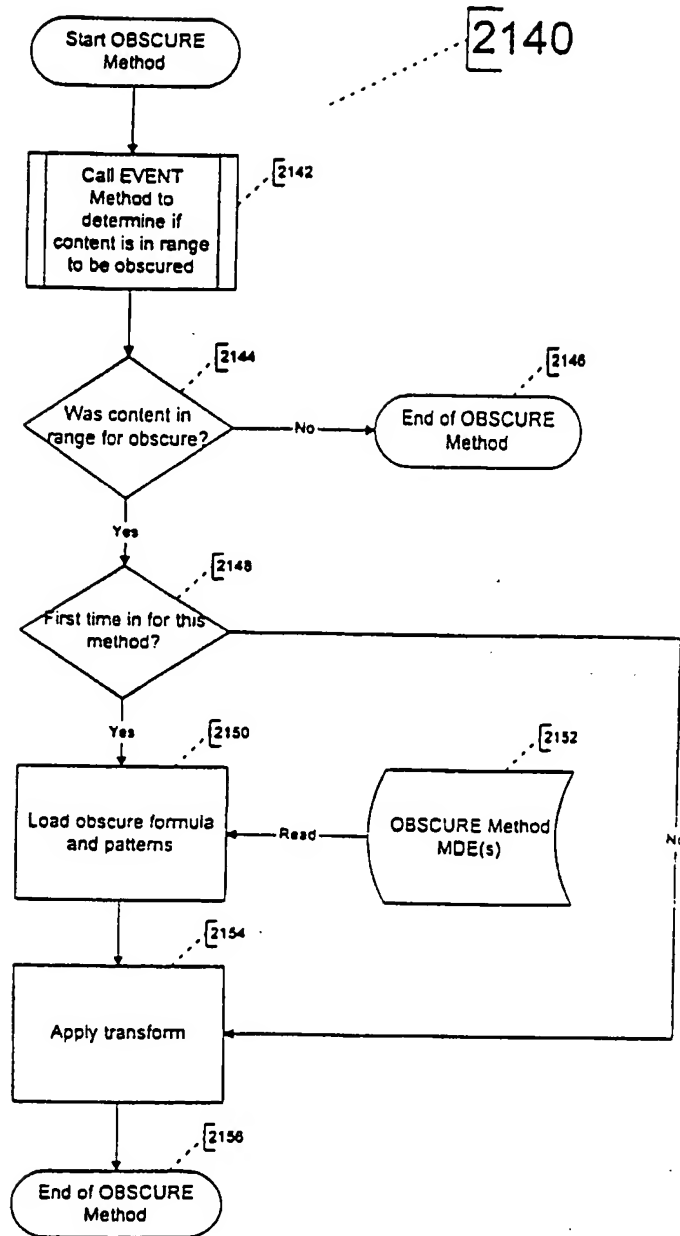 Start OBSCURE
Method
2140
Call EVENT
Method to
determine if
content is in range
to be obscured
2142
2144
Was content in
range for obscure?
No
2146
End of OBSCURE
Method
Yes
2148
First time in for this
method?
No
Yes
2150
Load obscure formula
and patterns
Read
2152
OBSCURE Method
MDE(s)
2154
Apply transform
2156
End of OBSCURE
Method